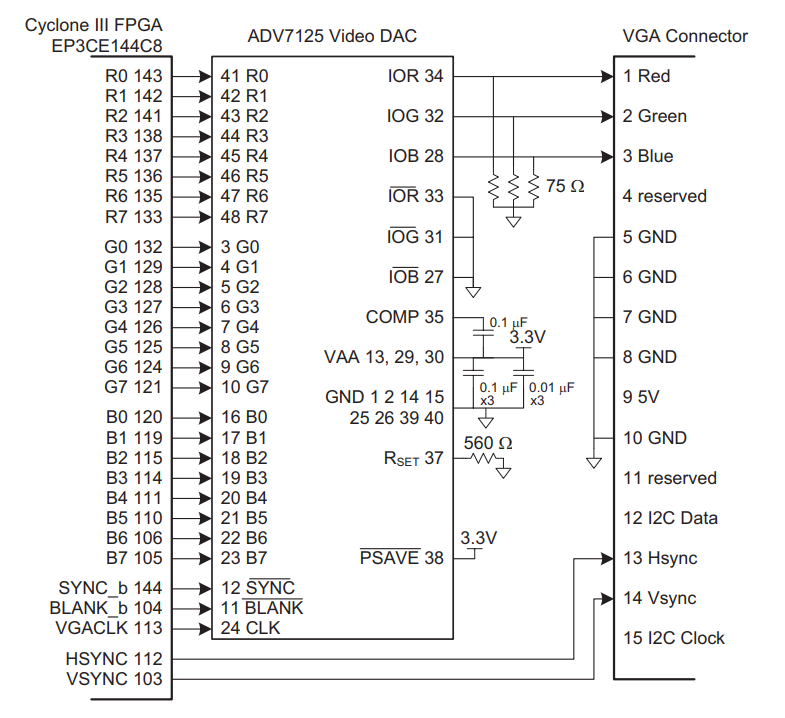 Cyclone III FPGA
EP3CE144C8
ADV7125 Video DAC
VGA Connector
R0 143
R1 142
R2 141
R3 138
R4 137
R5 136
R6 135
R7 133
G0 132
G1 129
G2 128
G3 127
G4 126
G5 125
G6 124
G7 121
B0 120
B1 119
B2 115
B3 114
B4 111
B5 110
B6 106
B7 105
SYNC_b 144
BLANK_b 104
VGACLK 113
HSYNC 112
VSYNC 103
41 R0
42 R1
43 R2
44 R3
45 R4
46 R5
47 R6
48 R7
3 G0
4 G1
5 G2
6 G3
7 G4
8 G5
9 G6
10 G7
16 B0
17 B1
18 B2
19 B3
20 B4
21 B5
22 B6
23 B7
12 SYNC
11 BLANK
24 CLK
IOR 34
IOG 32
IOB 28
IOR 33
IOG 31
IOB 27
COMP 35
VAA 13, 29, 30
GND 1 2 14 15
25 26 39 40
RSET 37
PSAVE 38
75 Ω
0.1 µF
3.3V
0.1 µF
x3
0.01 µF
x3
560 Ω
3.3V
1 Red
2 Green
3 Blue
4 reserved
5 GND
6 GND
7 GND
8 GND
9 5V
10 GND
11 reserved
12 I2C Data
13 Hsync
14 Vsync
15 I2C Clock